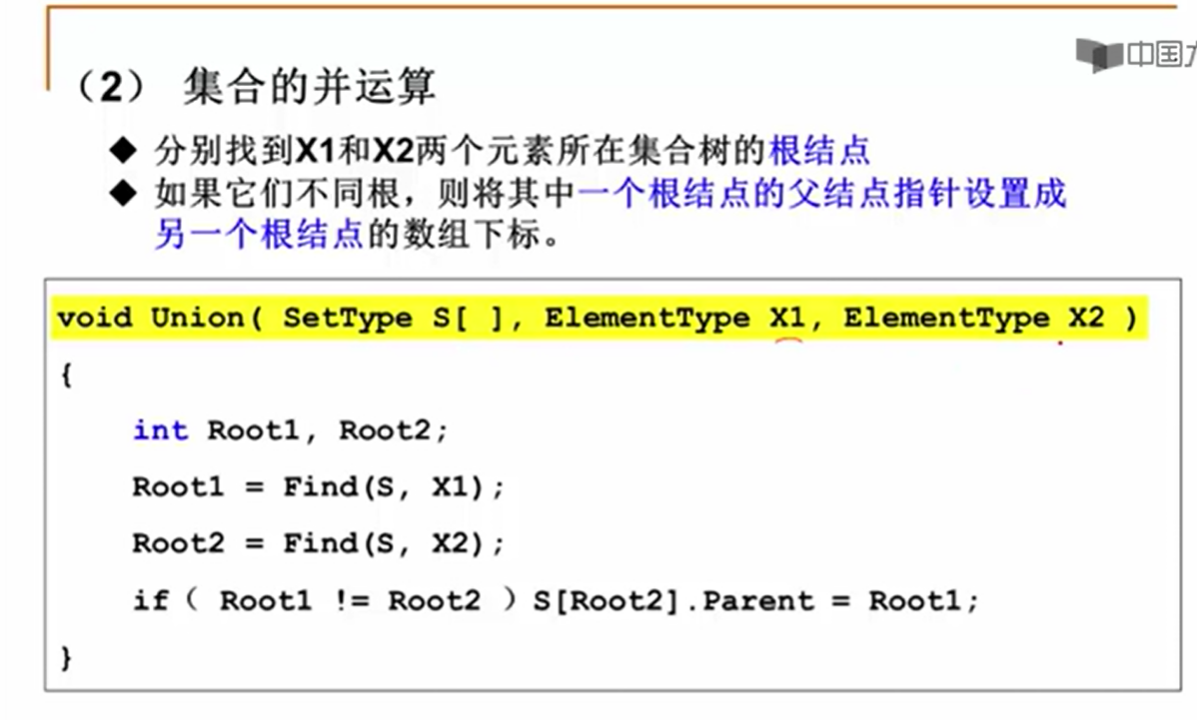 中国
（2） 集合的并运算
◆ 分别找到X1和X2两个元素所在集合树的根结点
◆ 如果它们不同根，则将其中一个根结点的父结点指针设置成
另一个根结点的数组下标。
void Union( SetType S[ ], ElementType X1, ElementType X2 )
{
int Root1, Root2;
Root1 = Find(S, X1);
Root2 = Find(S, X2);
if（ Root1 != Root2 ）S[Root2].Parent = Root1;
}